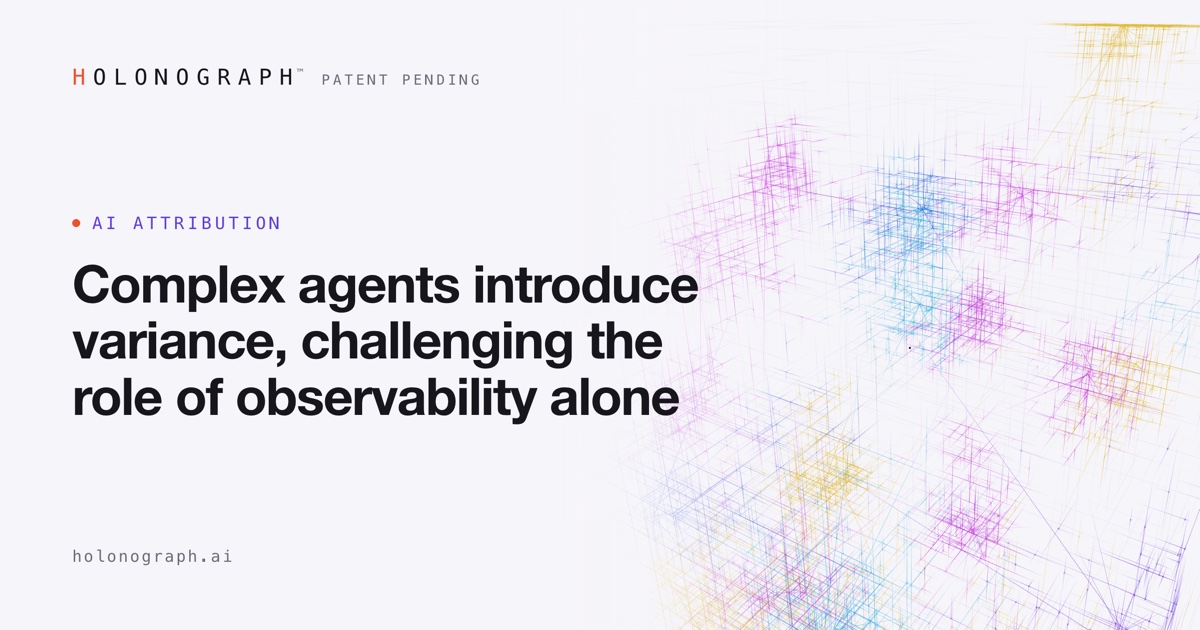 HOLONOGRAPH™ PATENT PENDING
AI ATTRIBUTION
Complex agents introduce
variance, challenging the
role of observability alone
holonograph.ai